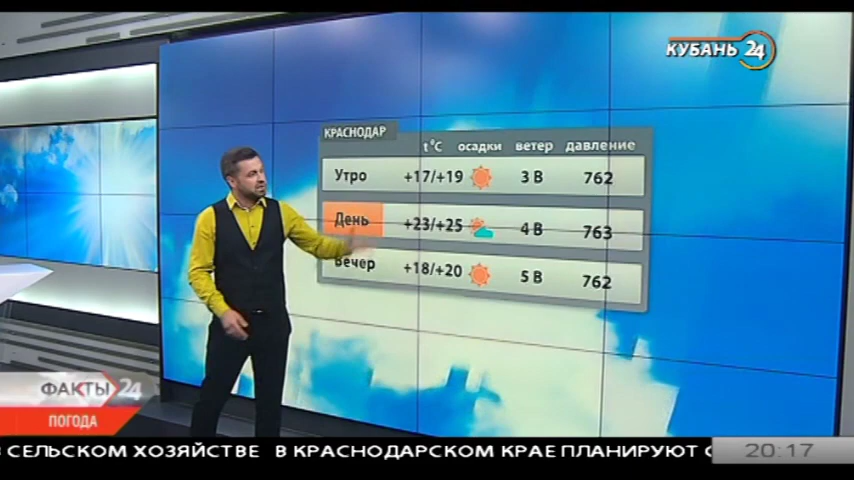 КУБАНЬ 24
КРАСНОДАР
t°C осадки ветер давление
Утро +17/+19 3 В 762
День +23/+25 4 В 763
Вечер +18/+20 5 В 762
ФАКТЫ 24
ПОГОДА
В СЕЛЬСКОМ ХОЗЯЙСТВЕ В КРАСНОДАРСКОМ КРАЕ ПЛАНИРУЮТ
20:17